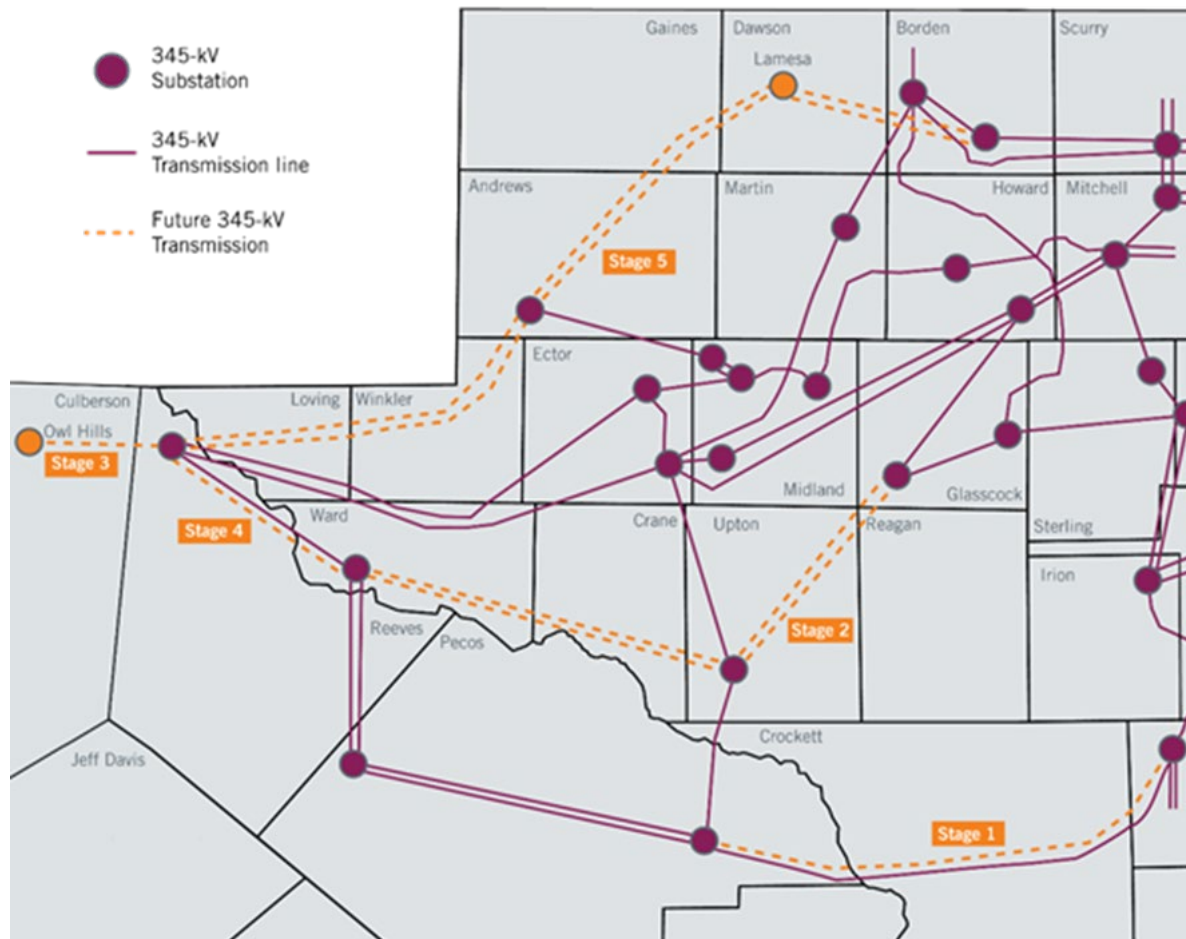 345-kV
Substation
345-kV
Transmission line
Future 345-kV
Transmission
Gaines
Dawson
Borden
Scurry
Lamesa
Andrews
Martin
Howard
Mitchell
Stage 5
Ector
Culberson
Loving
Winkler
Owl Hills
Stage 3
Midland
Glasscock
Ward
Crane
Upton
Reagan
Sterling
Stage 4
Irion
Reeves
Pecos
Stage 2
Crockett
Jeff Davis
Stage 1